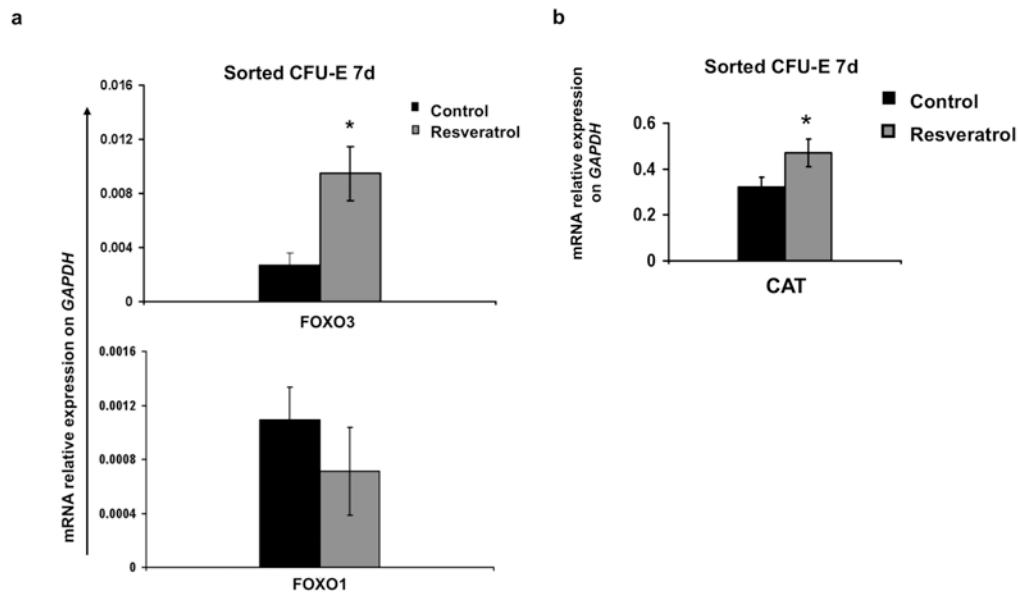 a
Sorted CFU-E 7d
0.016
0.012
0.008
0.004
0
Control
Resveratrol
*
FOXO3
mRNA relative expression on GAPDH
0.0016
0.0012
0.0008
0.0004
0
FOXO1
b
Sorted CFU-E 7d
Control
Resveratrol
mRNA relative expression
on GAPDH
0.6
0.4
0.2
0
*
CAT